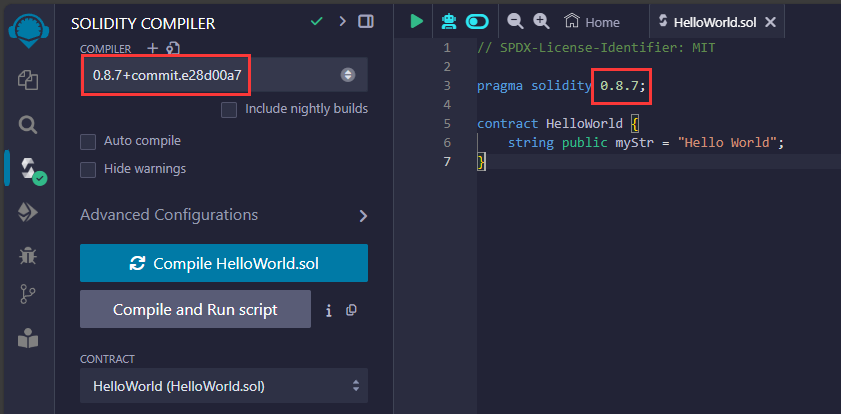 SOLIDITY COMPILER
COMPILER
0.8.7+commit.e28d00a7
Include nightly builds
Auto compile
Hide warnings
Advanced Configurations
Compile HelloWorld.sol
Compile and Run script
i
CONTRACT
HelloWorld (HelloWorld.sol)
Home
HelloWorld.sol
1 // SPDX-License-Identifier: MIT
2
3 pragma solidity 0.8.7;
4
5 contract HelloWorld {
6 string public myStr = "Hello World";
7 }